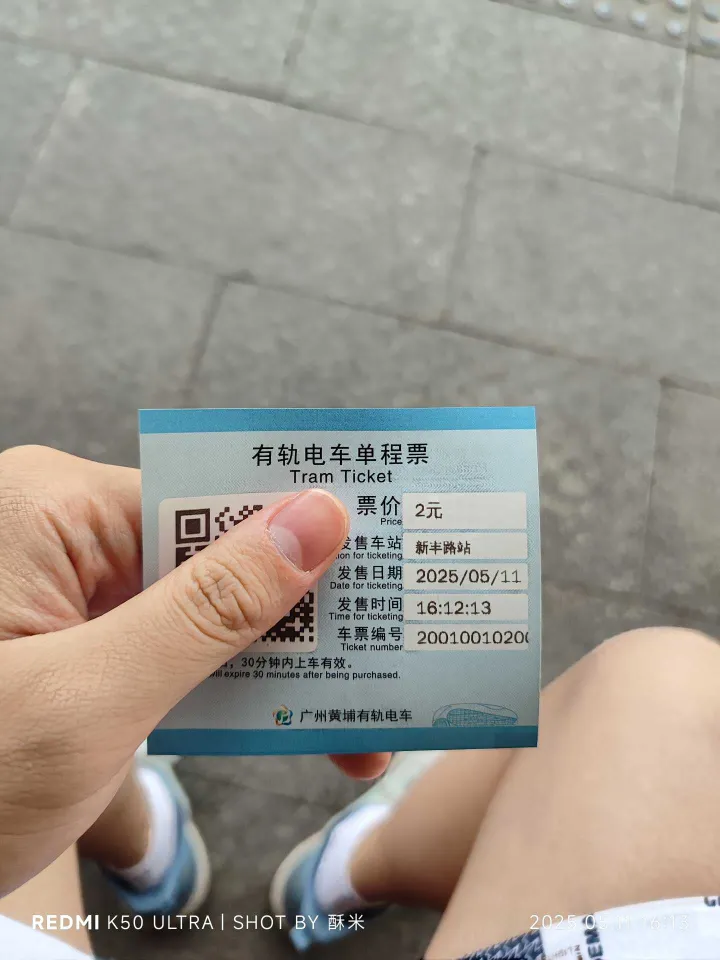 有轨电车单程票
Tram Ticket
票价 2元
Price
发售车站 新丰路站
for ticketing
发售日期 2025/05/11
Date for ticketing
发售时间 16:12:13
Time for ticketing
车票编号 20010010200
Ticket number
30分钟内上车有效。
will expire 30 minutes after being purchased.
广州黄埔有轨电车
REDMI K50 ULTRA | SHOT BY 酥米